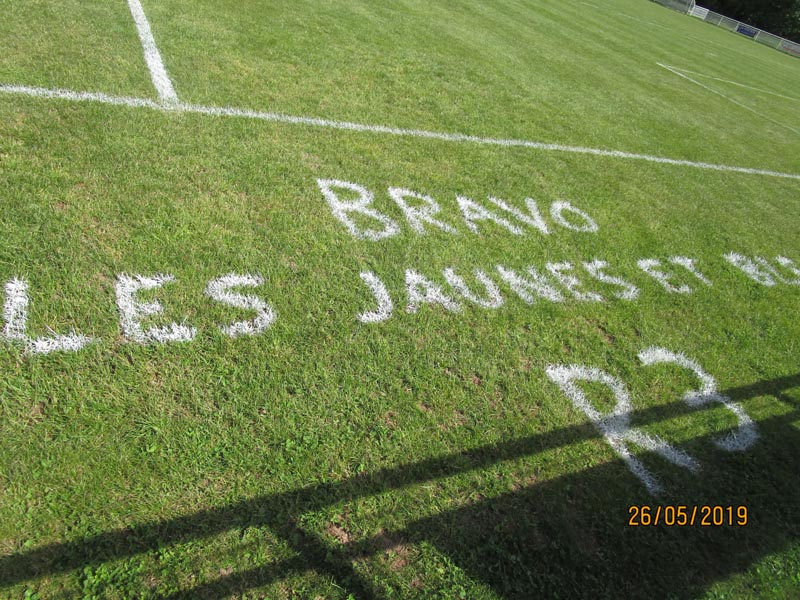 BRAVO
LES JAUNES ET
R3
26/05/2019